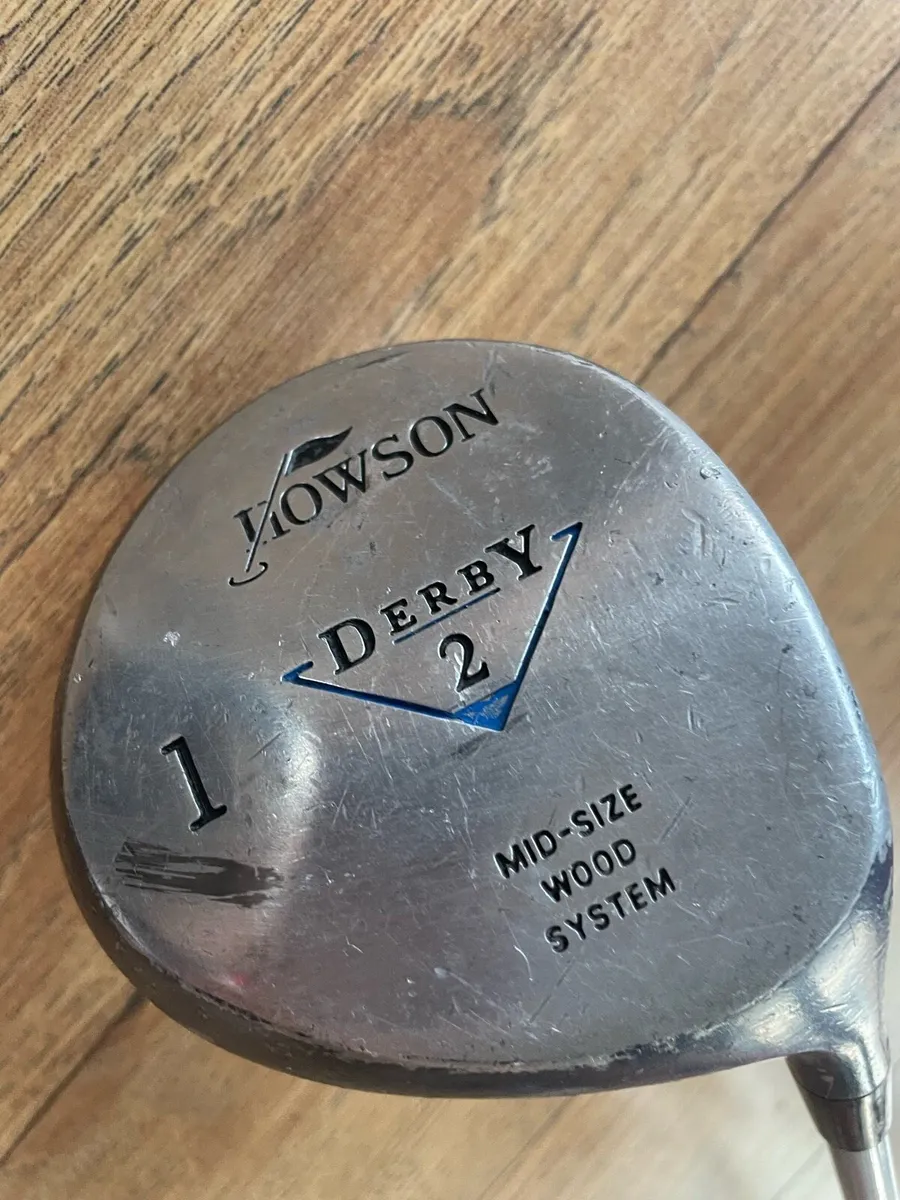 HOWSON
DERBY
2
1
MID-SIZE
WOOD
SYSTEM